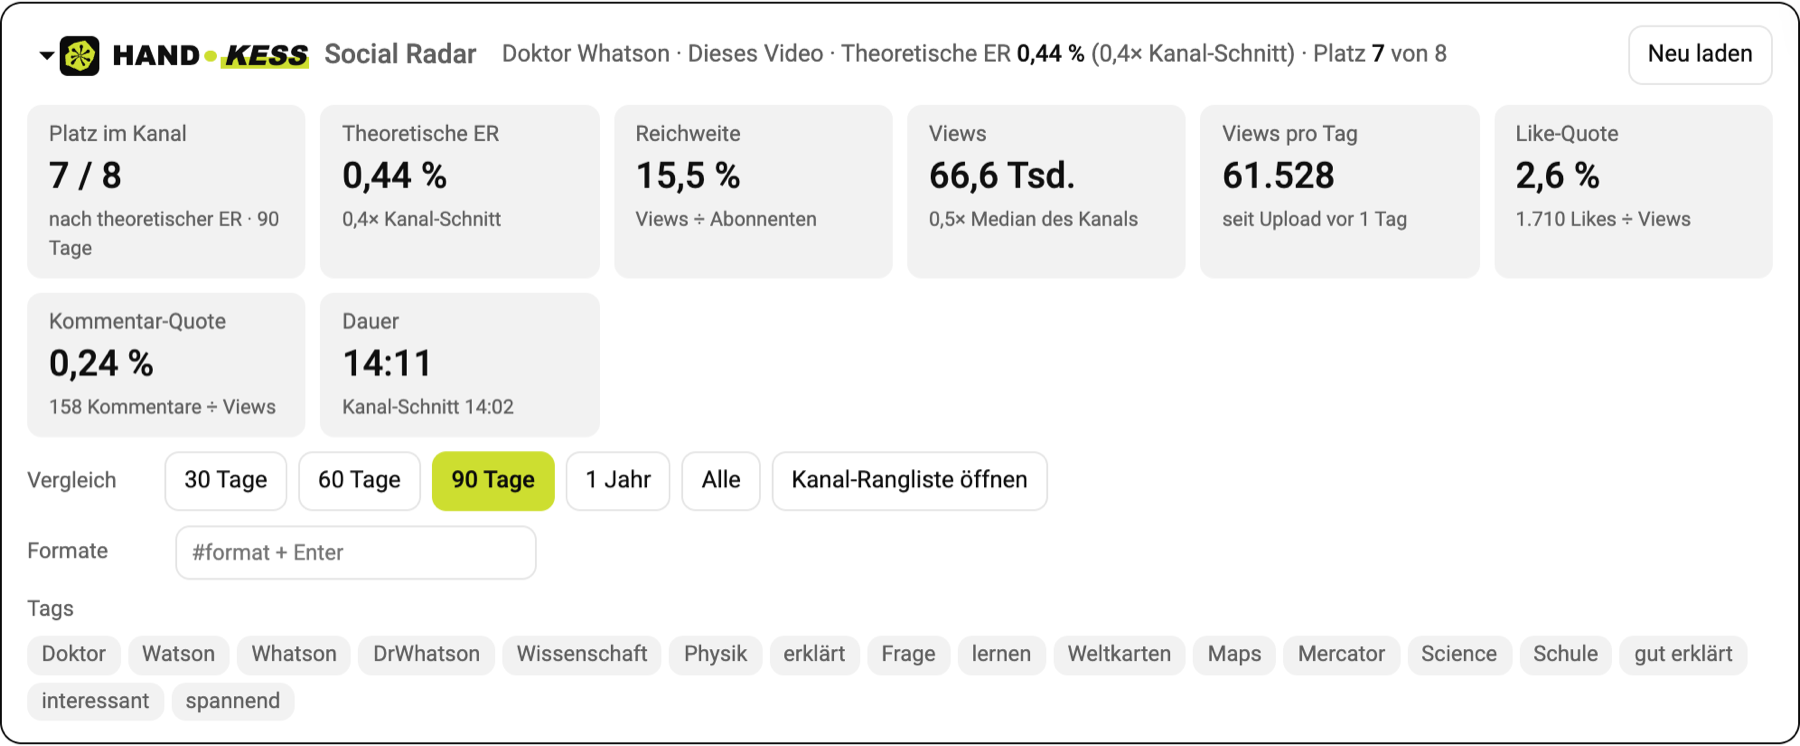 HAND KESS Social Radar Doktor Whatson · Dieses Video · Theoretische ER 0,44 % (0,4× Kanal-Schnitt) · Platz 7 von 8 Neu laden
Platz im Kanal
7 / 8
nach theoretischer ER · 90
Tage
Theoretische ER
0,44 %
0,4× Kanal-Schnitt
Reichweite
15,5 %
Views ÷ Abonnenten
Views
66,6 Tsd.
0,5× Median des Kanals
Views pro Tag
61.528
seit Upload vor 1 Tag
Like-Quote
2,6 %
1.710 Likes ÷ Views
Kommentar-Quote
0,24 %
158 Kommentare ÷ Views
Dauer
14:11
Kanal-Schnitt 14:02
Vergleich 30 Tage 60 Tage 90 Tage 1 Jahr Alle Kanal-Rangliste öffnen
Formate #format + Enter
Tags
Doktor Watson Whatson DrWhatson Wissenschaft Physik erklärt Frage lernen Weltkarten Maps Mercator Science Schule gut erklärt
interessant spannend